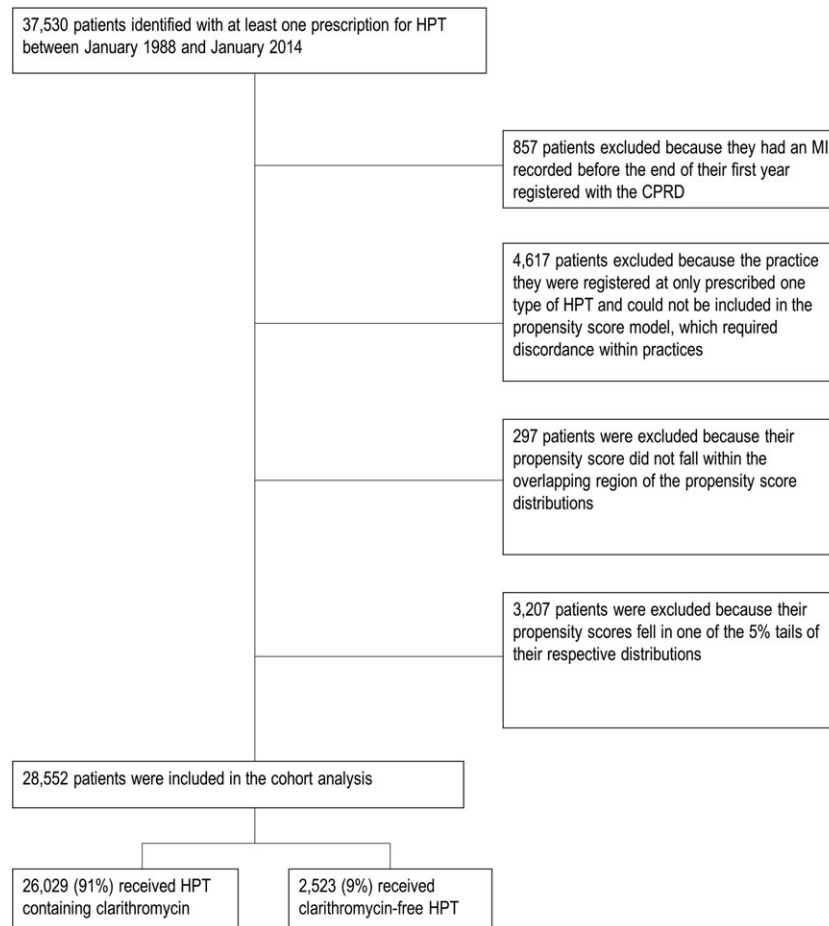 37,530 patients identified with at least one prescription for HPT
between January 1988 and January 2014
857 patients excluded because they had an MI
recorded before the end of their first year
registered with the CPRD
4,617 patients excluded because the practice
they were registered at only prescribed one
type of HPT and could not be included in the
propensity score model, which required
discordance within practices
297 patients were excluded because their
propensity score did not fall within the
overlapping region of the propensity score
distributions
3,207 patients were excluded because their
propensity scores fell in one of the 5% tails of
their respective distributions
28,552 patients were included in the cohort analysis
26,029 (91%) received HPT
containing clarithromycin
2,523 (9%) received
clarithromycin-free HPT